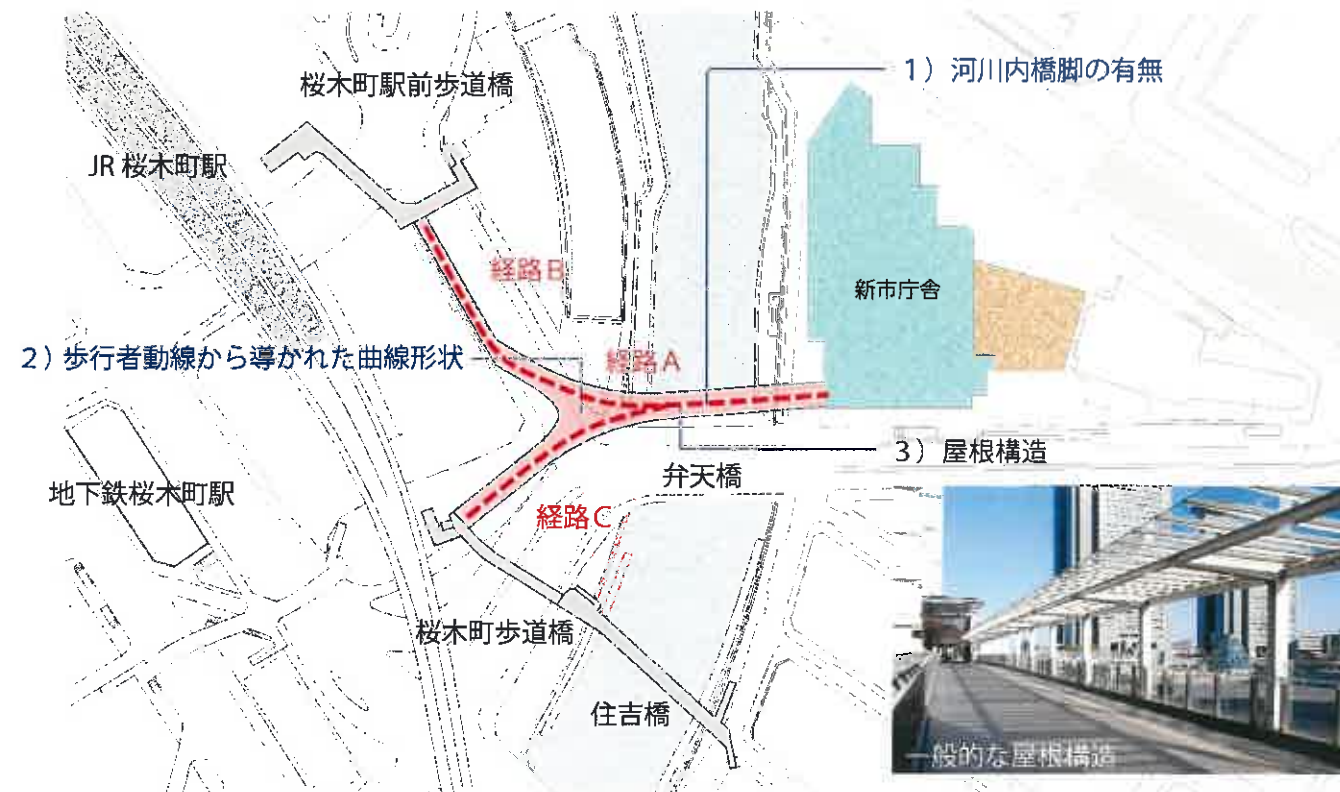 1）河川内橋脚の有無
桜木町駅前歩道橋
JR 桜木町駅
経路B
新市庁舎
2）歩行者動線から導かれた曲線形状
経路A
3）屋根構造
弁天橋
地下鉄桜木町駅
経路C
桜木町歩道橋
住吉橋
一般的な屋根構造